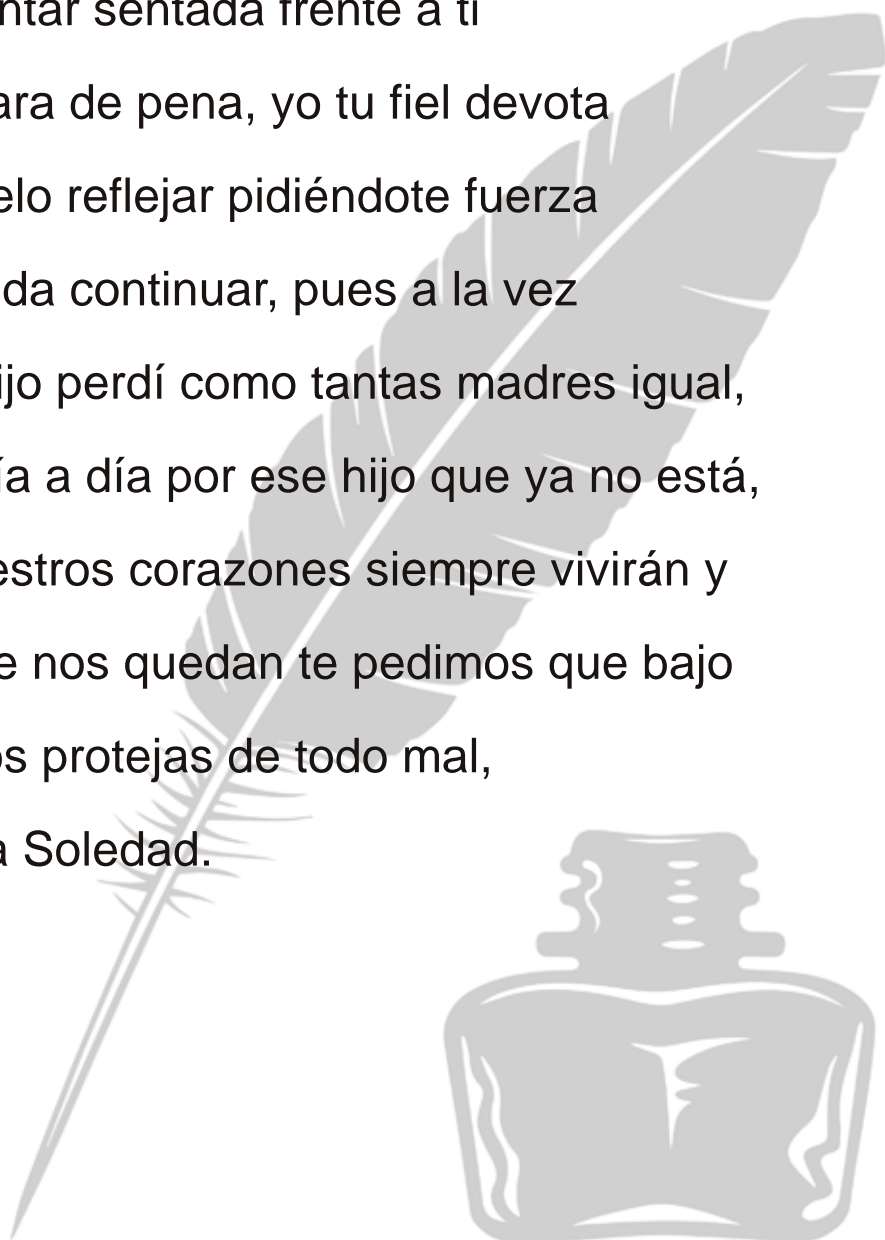 ntar sentada frente a ti
ara de pena, yo tu fiel devota
elo reflejar pidiéndote fuerza
da continuar, pues a la vez
ijo perdí como tantas madres igual,
ía a día por ese hijo que ya no está,
estros corazones siempre vivirán y
e nos quedan te pedimos que bajo
os protejas de todo mal,
a Soledad.